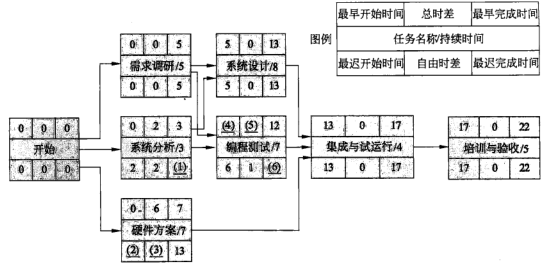 0 0 5
需求调研/5
0 0 5
5 0 13
系统设计/8
5 0 13
图例
最早开始时间 总时差 最早完成时间
任务名称/持续时间
最迟开始时间 自由时差 最迟完成时间
0 0 0
开始
0 0 0
0 2 3
系统分析/3
2 2 (1)
(4) (5) 12
编程测试/7
6 1 (6)
13 0 17
集成与试运行/4
13 0 17
17 0 22
培训与验收/5
17 0 22
0 6 7
硬件方案/7
(2) (3) 13